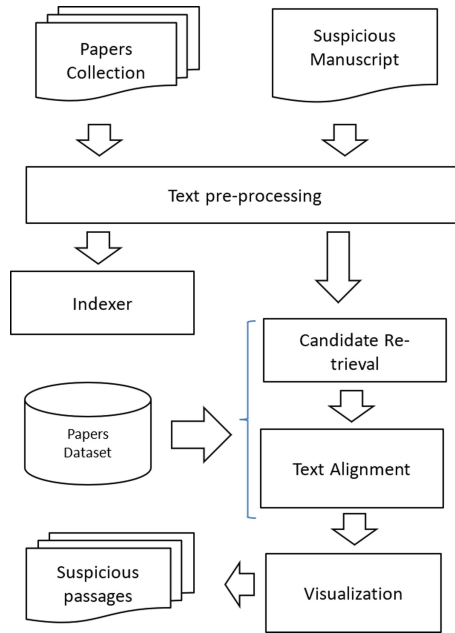 Papers
Collection
Suspicious
Manuscript
Text pre-processing
Indexer
Candidate Re-
trieval
Papers
Dataset
Text Alignment
Suspicious
passages
Visualization